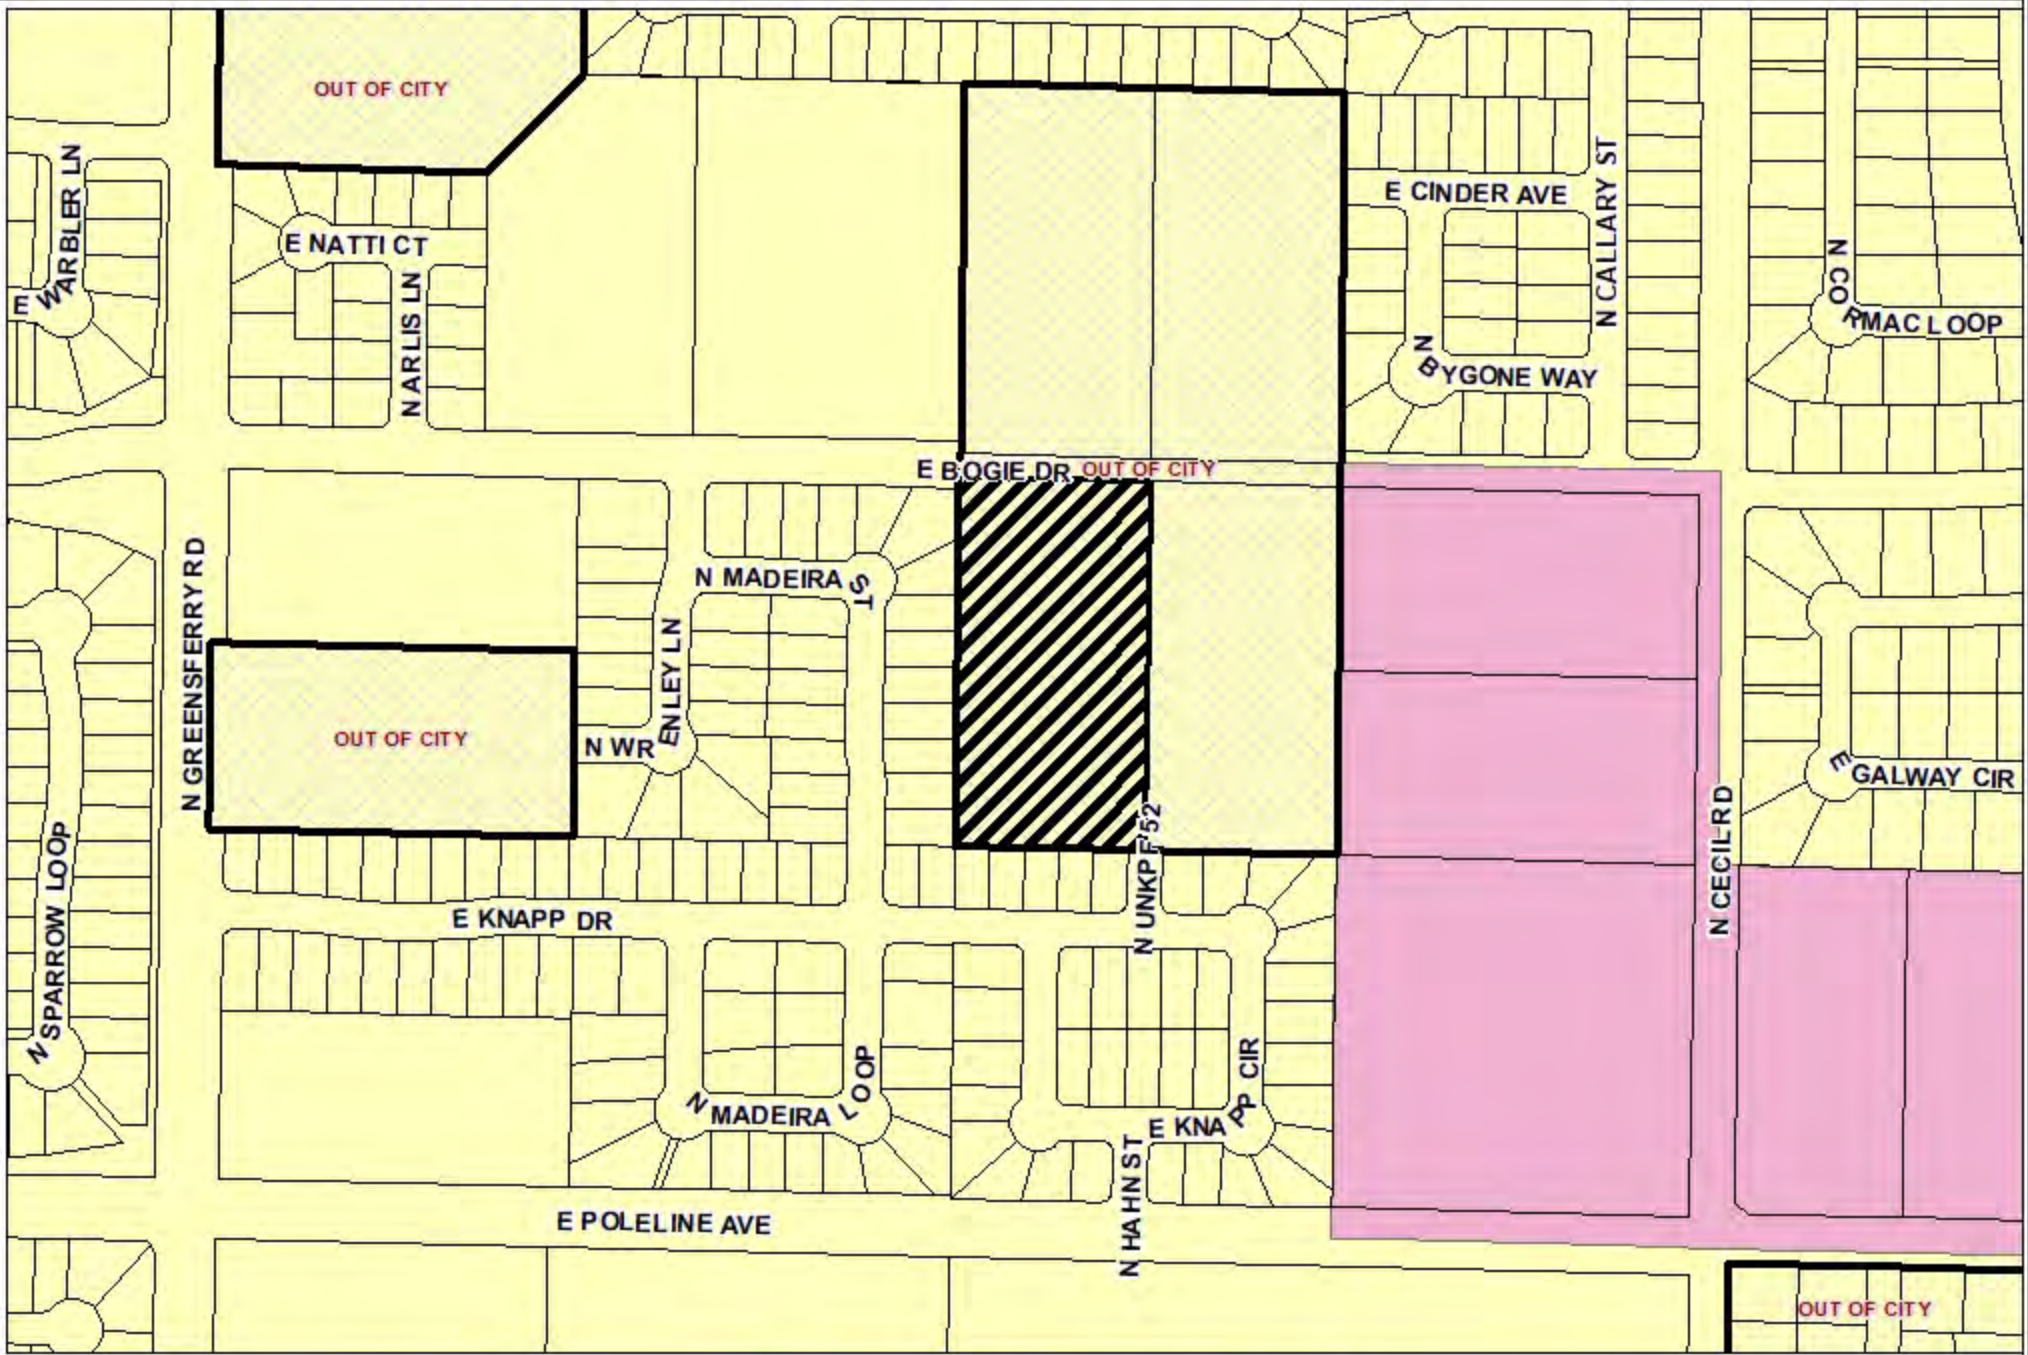 OUT OF CITY
E WARBLER LN
E NATTI CT
N ARLIS LN
E CINDER AVE
N CALLARY ST
N CORMAC LOOP
N BYGONE WAY
E BOGIE DR
OUT OF CITY
N GREENSFERRY RD
N MADEIRA ST
N WRENLEY LN
OUT OF CITY
E GALWAY CIR
N CECIL RD
N UNKPF52
N SPARROW LOOP
E KNAPP DR
N MADEIRA LOOP
E KNAPP CIR
N HAHN ST
E POLELINE AVE
OUT OF CITY